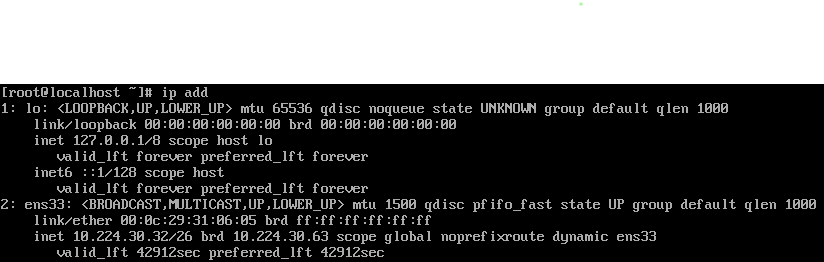 [root@localhost ~]# ip add
1: lo: <LOOPBACK,UP,LOWER_UP> mtu 65536 qdisc noqueue state UNKNOWN group default qlen 1000
link/loopback 00:00:00:00:00:00 brd 00:00:00:00:00:00
inet 127.0.0.1/8 scope host lo
valid_lft forever preferred_lft forever
inet6 ::1/128 scope host
valid_lft forever preferred_lft forever
2: ens33: <BROADCAST,MULTICAST,UP,LOWER_UP> mtu 1500 qdisc pfifo_fast state UP group default qlen 1000
link/ether 00:0c:29:31:06:05 brd ff:ff:ff:ff:ff:ff
inet 10.224.30.32/26 brd 10.224.30.63 scope global noprefixroute dynamic ens33
valid_lft 42912sec preferred_lft 42912sec